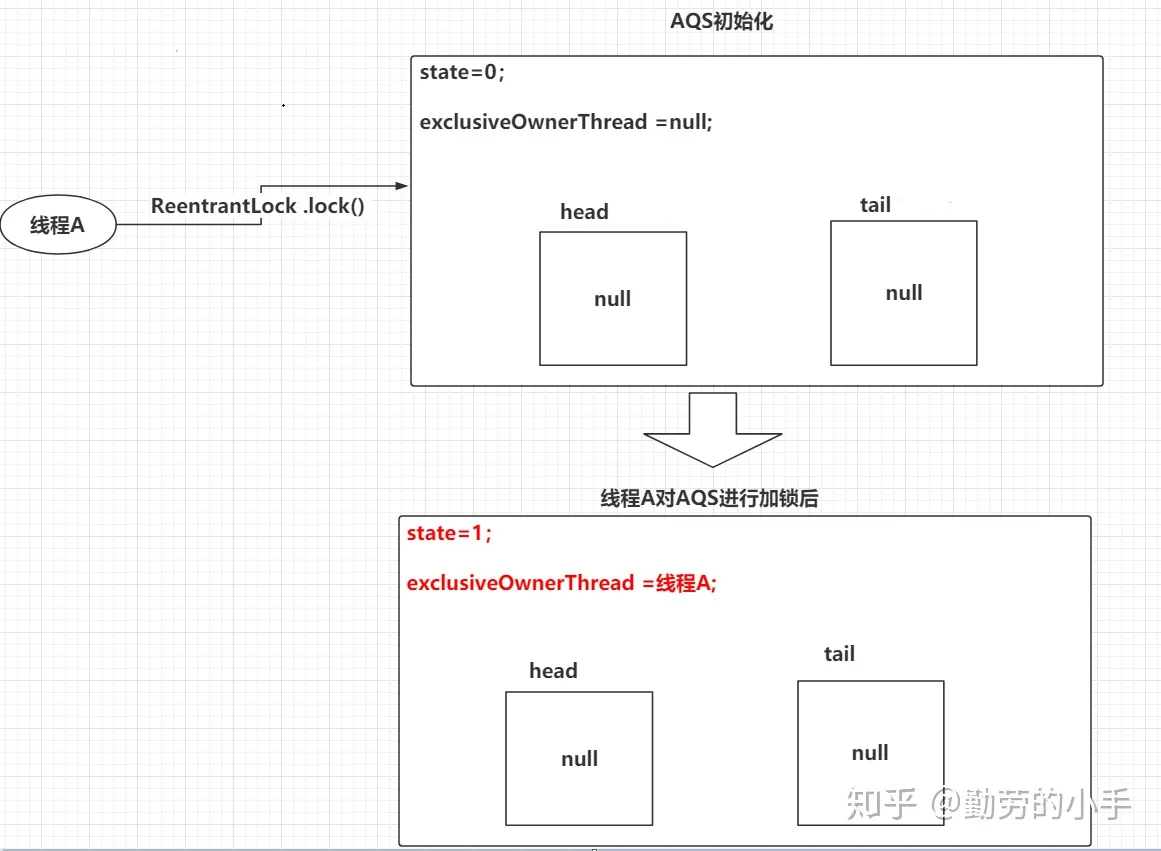 AQS初始化
state=0;
exclusiveOwnerThread =null;
线程A
ReentrantLock .lock()
head
tail
null
null
线程A对AQS进行加锁后
state=1;
exclusiveOwnerThread =线程A;
head
tail
null
null
知乎 @勤劳的小手